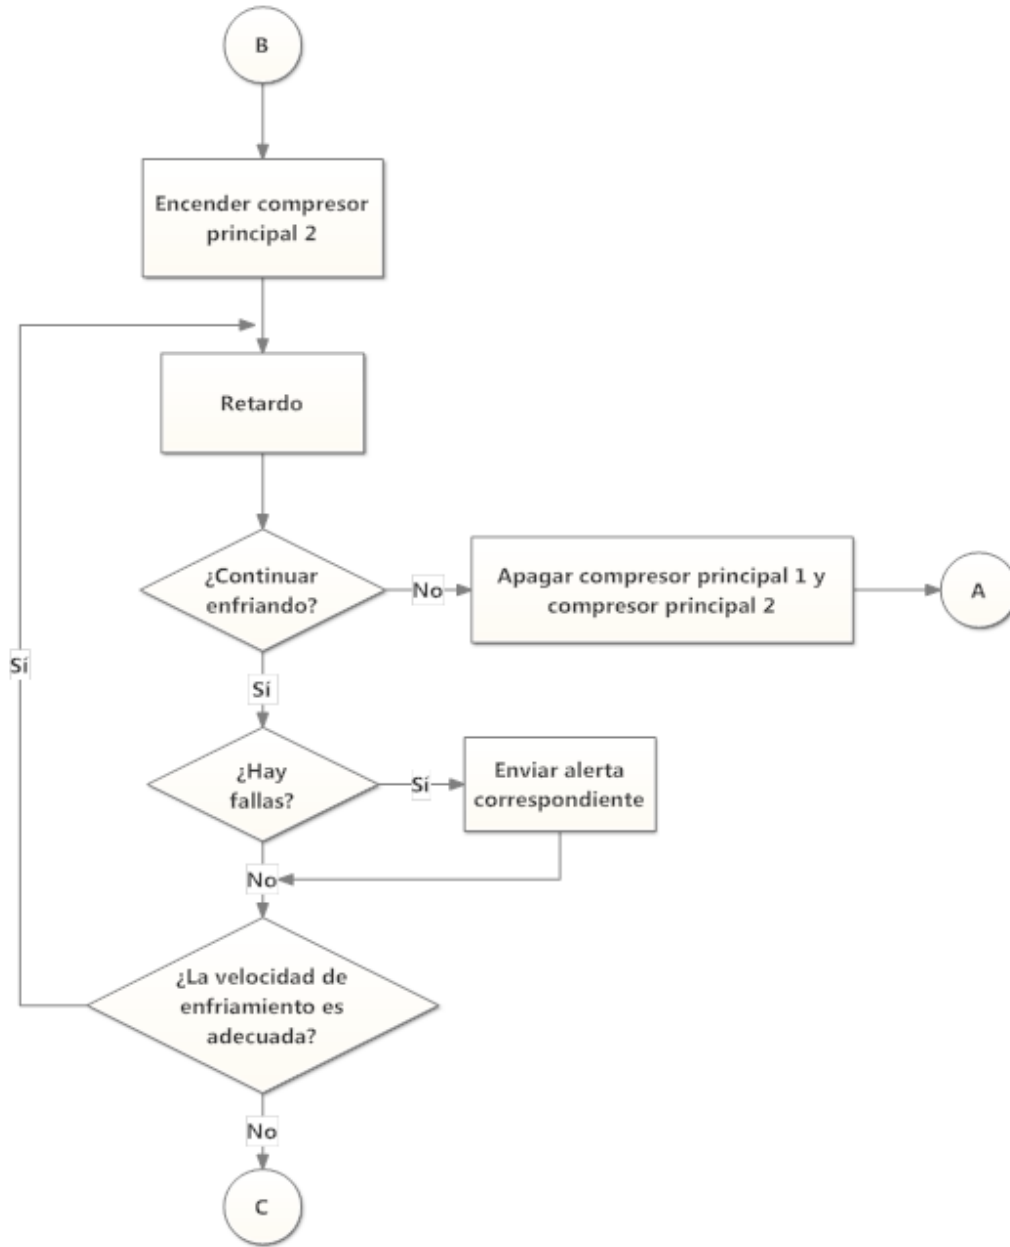 B
Encender compresor
principal 2
Retardo
¿Continuar
enfriando?
No
Apagar compresor principal 1 y
compresor principal 2
A
Sí
Sí
¿Hay
fallas?
Sí
Enviar alerta
correspondiente
No
¿La velocidad de
enfriamiento es
adecuada?
No
C